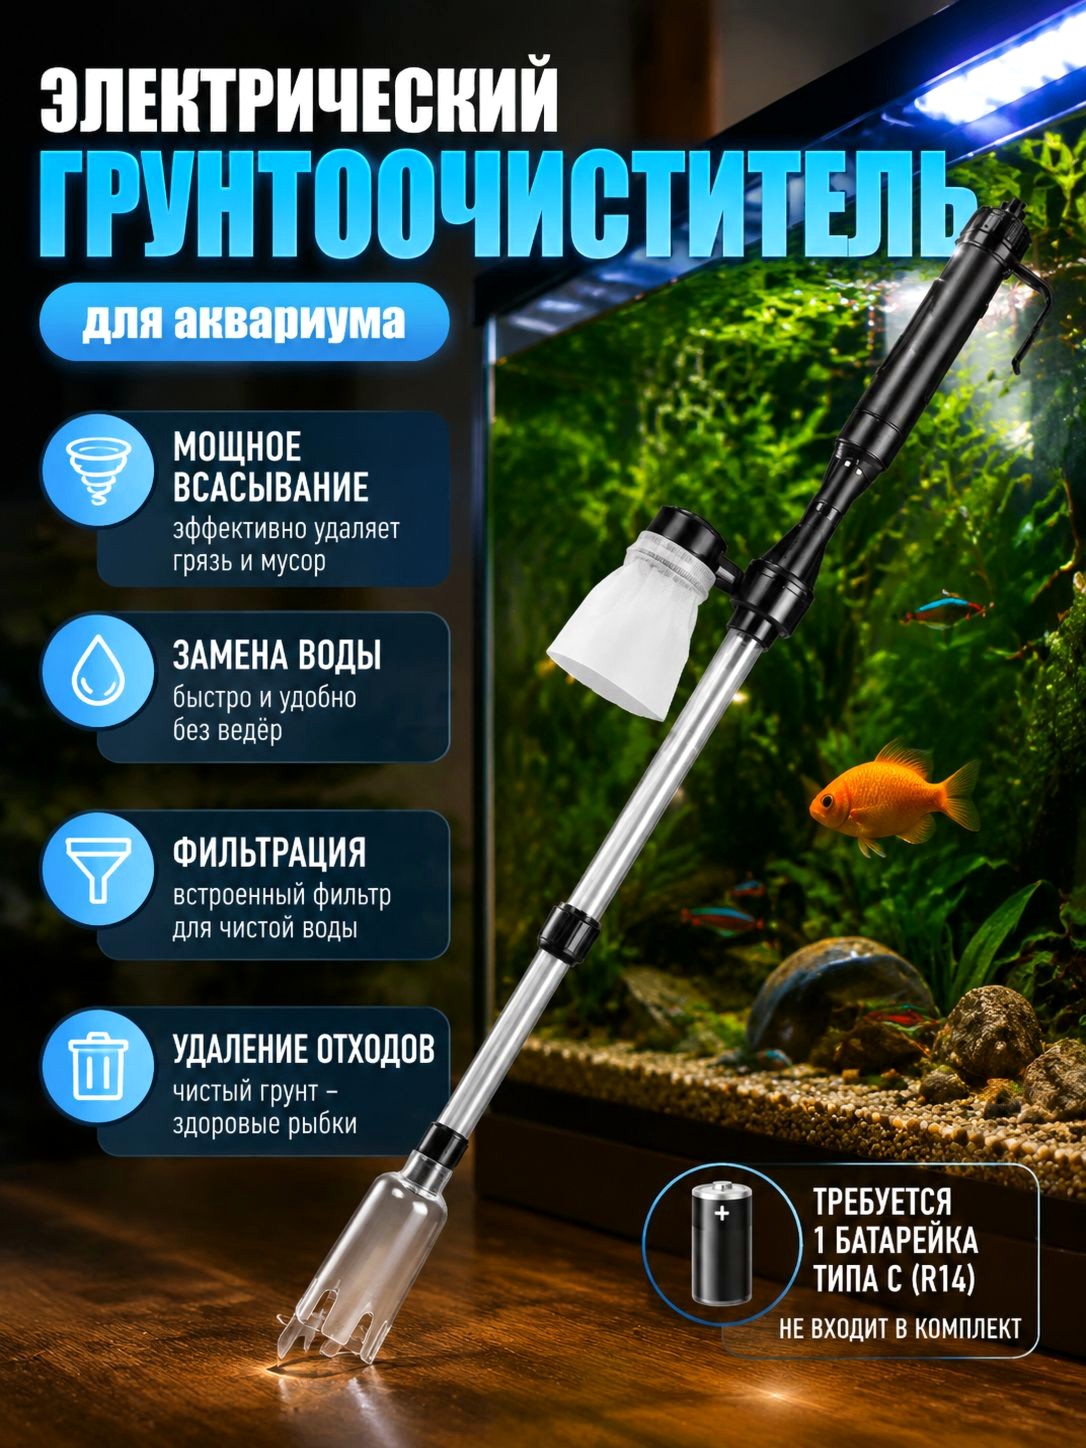 ЭЛЕКТРИЧЕСКИЙ
ГРУНТООЧИСТИТЕЛЬ
для аквариума
МОЩНОЕ
ВСАСЫВАНИЕ
эффективно удаляет
грязь и мусор
ЗАМЕНА ВОДЫ
быстро и удобно
без ведёр
ФИЛЬТРАЦИЯ
встроенный фильтр
для чистой воды
УДАЛЕНИЕ ОТХОДОВ
чистый грунт –
здоровые рыбки
+
ТРЕБУЕТСЯ
1 БАТАРЕЙКА
ТИПА С (R14)
НЕ ВХОДИТ В КОМПЛЕКТ